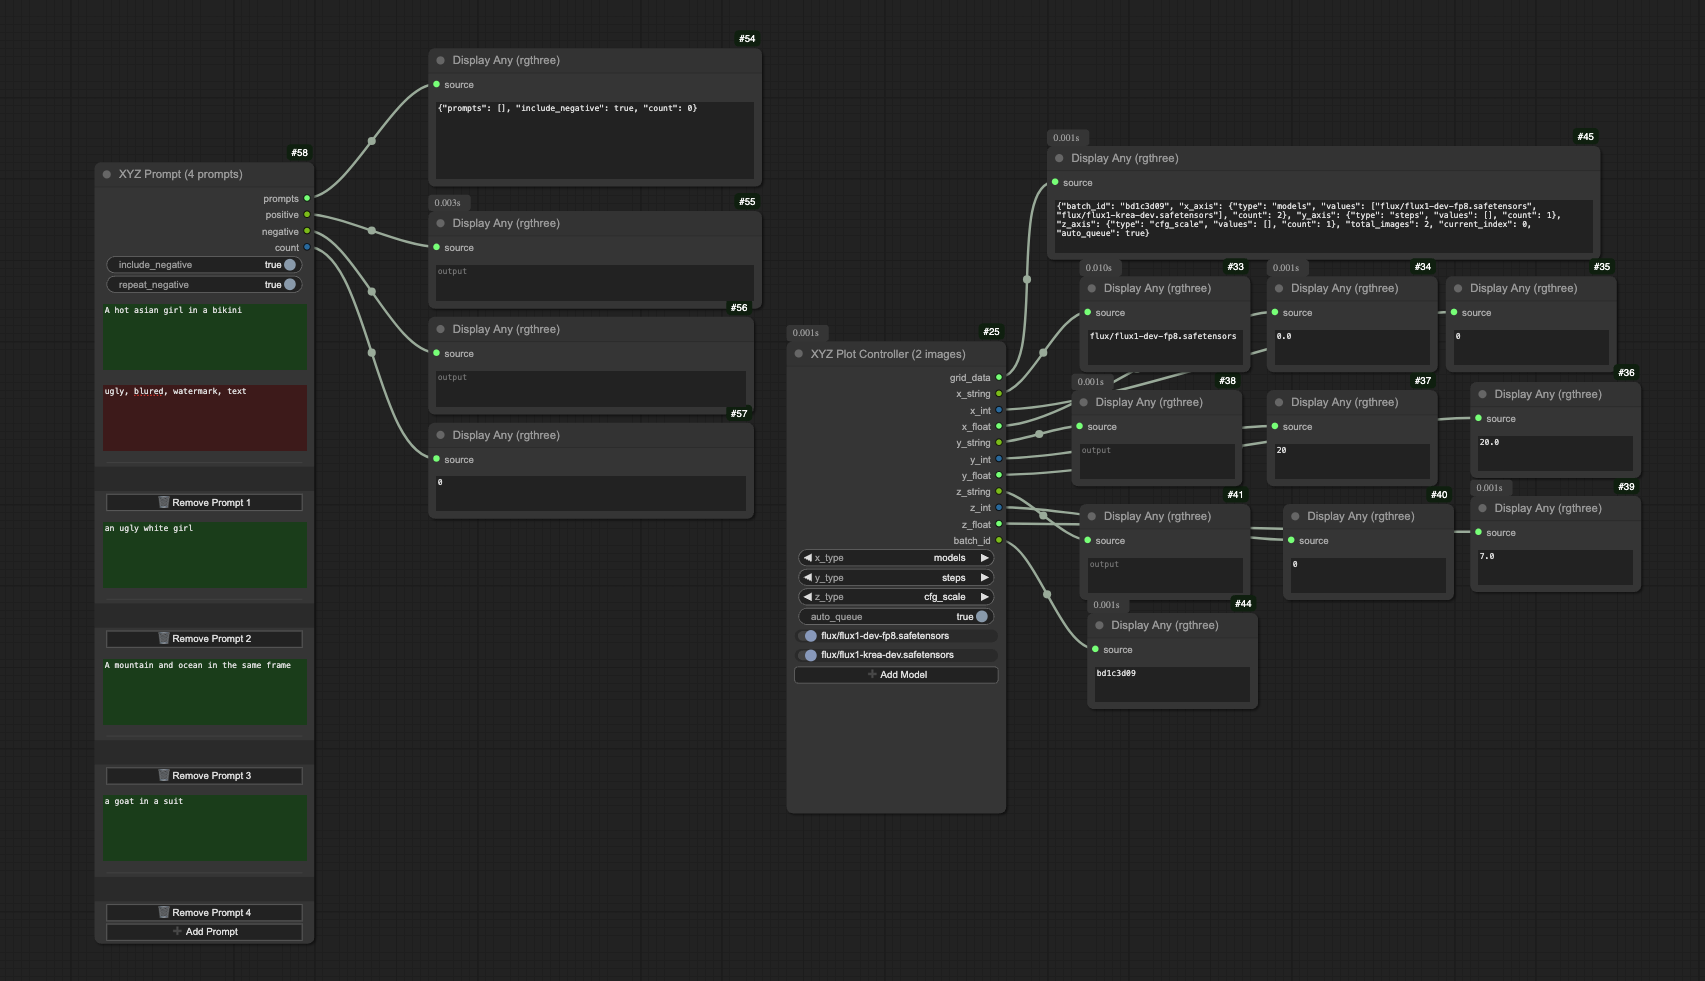 #58
XYZ Prompt (4 prompts)
prompts
positive
negative
count
include_negative true
repeat_negative true
A hot asian girl in a bikini
ugly, blured, watermark, text
Remove Prompt 1
an ugly white girl
Remove Prompt 2
A mountain and ocean in the same frame
Remove Prompt 3
a goat in a suit
Remove Prompt 4
Add Prompt
#54
Display Any (rgthree)
source
{"prompts": [], "include_negative": true, "count": 0}
0.003s
#55
Display Any (rgthree)
source
output
#56
Display Any (rgthree)
source
output
#57
Display Any (rgthree)
source
0
0.001s
#25
XYZ Plot Controller (2 images)
grid_data
x_string
x_int
x_float
y_string
y_int
y_float
z_string
z_int
z_float
batch_id
x_type models
y_type steps
z_type cfg_scale
auto_queue true
flux/flux1-dev-fp8.safetensors
flux/flux1-krea-dev.safetensors
Add Model
0.001s
#45
Display Any (rgthree)
source
{"batch_id": "bd1c3d09", "x_axis": {"type": "models", "values": ["flux/flux1-dev-fp8.safetensors",
"flux/flux1-krea-dev.safetensors"], "count": 2}, "y_axis": {"type": "steps", "values": [], "count": 1},
"z_axis": {"type": "cfg_scale", "values": [], "count": 1}, "total_images": 2, "current_index": 0,
"auto_queue": true}
0.010s
#33
Display Any (rgthree)
source
flux/flux1-dev-fp8.safetensors
0.001s
#34
Display Any (rgthree)
source
0.0
#35
Display Any (rgthree)
source
0
0.001s
#38
Display Any (rgthree)
source
output
#37
Display Any (rgthree)
source
20
#36
Display Any (rgthree)
source
20.0
#41
Display Any (rgthree)
source
output
#40
Display Any (rgthree)
source
0
0.001s
#39
Display Any (rgthree)
source
7.0
0.001s
#44
Display Any (rgthree)
source
bd1c3d09